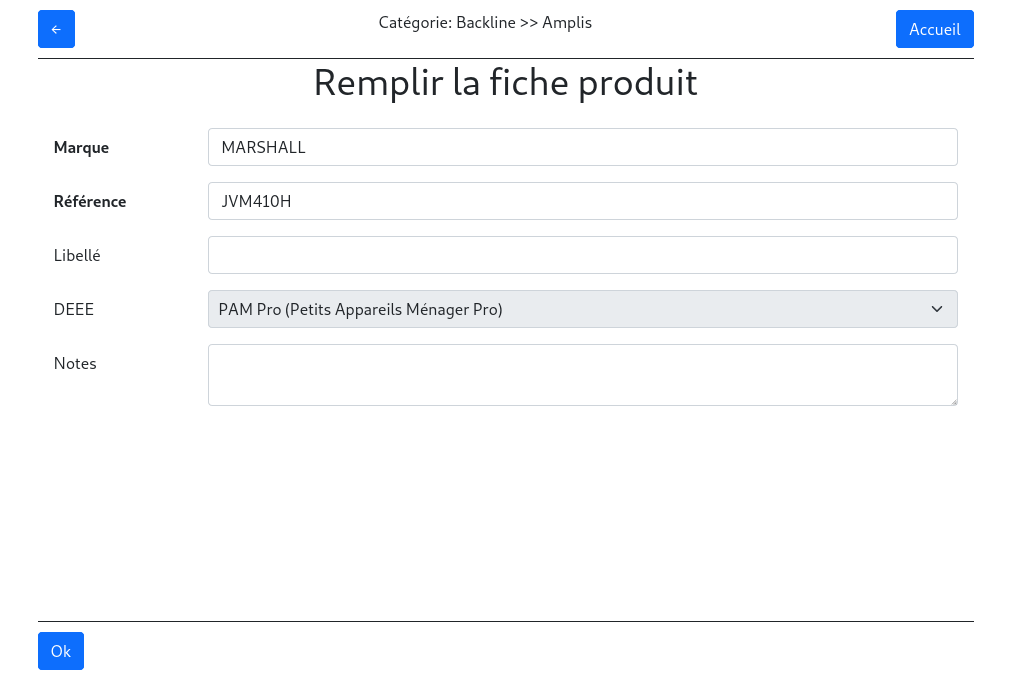 ←
Catégorie: Backline >> Amplis
Accueil
Remplir la fiche produit
Marque
MARSHALL
Référence
JVM410H
Libellé
DEEE
PAM Pro (Petits Appareils Ménager Pro)
Notes
Ok